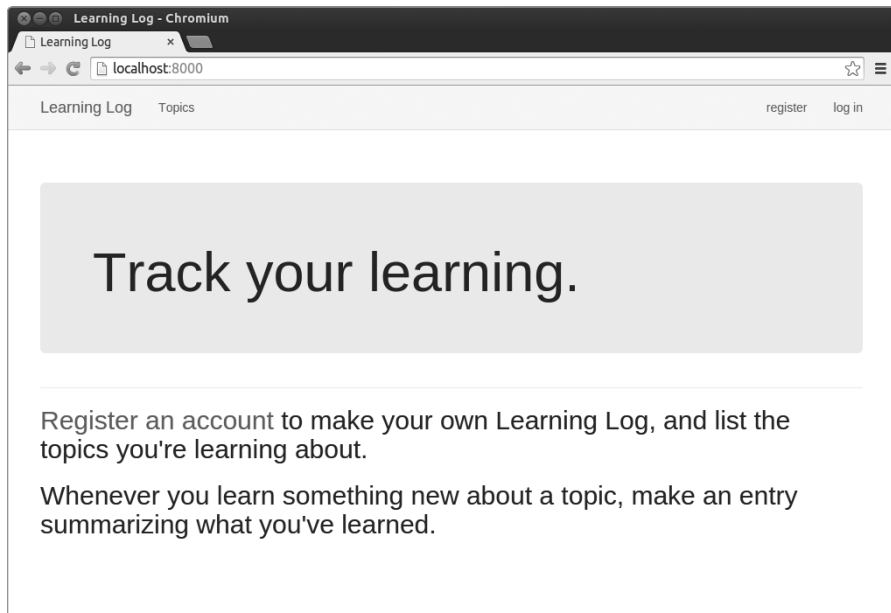 Learning Log - Chromium
Learning Log
localhost:8000
Learning Log Topics register log in
Track your learning.
Register an account to make your own Learning Log, and list the
topics you're learning about.
Whenever you learn something new about a topic, make an entry
summarizing what you've learned.